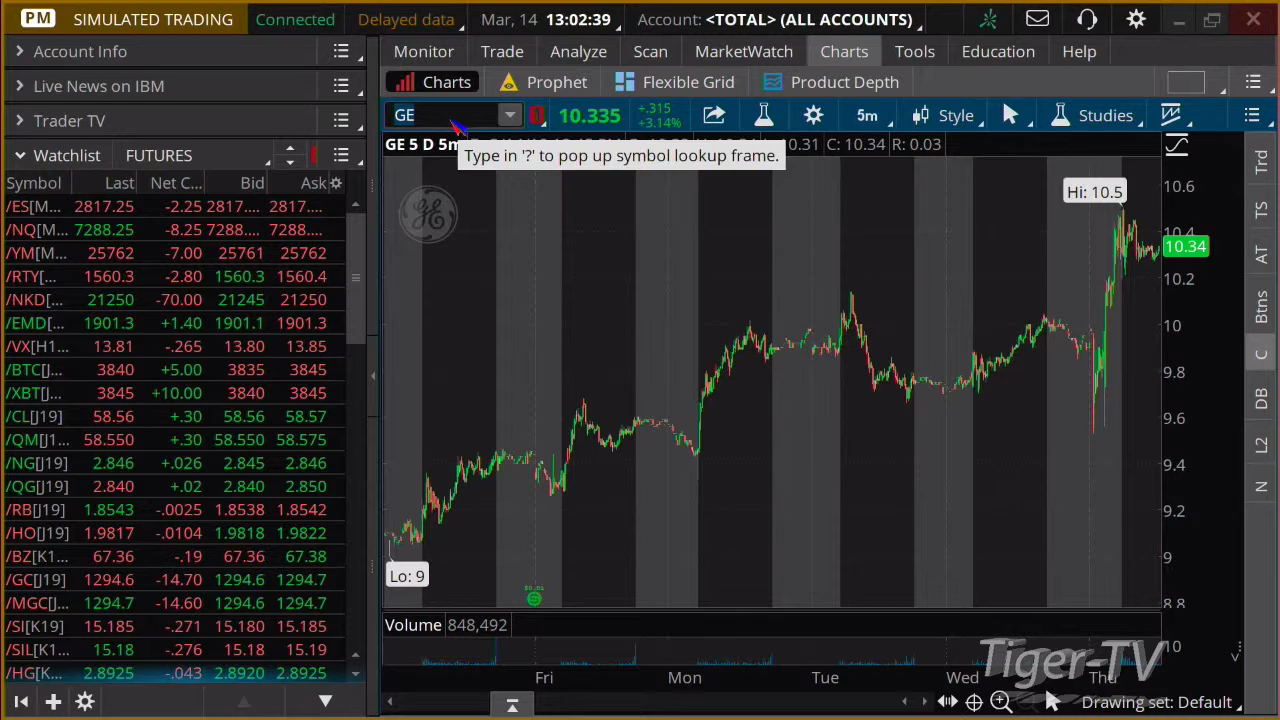 PM SIMULATED TRADING Connected Delayed data Mar, 14 13:02:39 Account: <TOTAL> (ALL ACCOUNTS)
Account Info
Live News on IBM
Trader TV
Watchlist FUTURES
Symbol Last Net C... Bid Ask
/ES[M... 2817.25 -2.25 2817.... 2817....
/NQ[M... 7288.25 -8.25 7288.... 7288....
/YM[M... 25762 -7.00 25761 25762
/RTY[... 1560.3 -2.80 1560.3 1560.4
/NKD[... 21250 -70.00 21245 21250
/EMD[... 1901.3 +1.40 1901.1 1901.3
/VX[H1... 13.81 -.265 13.80 13.85
/BTC[J... 3840 +5.00 3835 3845
/XBT[J... 3845 +10.00 3840 3845
/CL[J19] 58.56 +.30 58.56 58.57
/QM[J1... 58.550 +.30 58.550 58.575
/NG[J19] 2.846 +.026 2.845 2.846
/QG[J19] 2.840 +.02 2.840 2.850
/RB[J19] 1.8543 -.0025 1.8538 1.8542
/HO[J19] 1.9817 -.0104 1.9818 1.9822
/BZ[K1... 67.36 -.19 67.36 67.38
/GC[J19] 1294.6 -14.70 1294.6 1294.7
/MGC[... 1294.7 -14.60 1294.6 1294.7
/SI[K19] 15.185 -.271 15.180 15.185
/SIL[K1... 15.18 -.276 15.18 15.19
/HG[K1... 2.8925 -.043 2.8920 2.8925
Monitor Trade Analyze Scan MarketWatch Charts Tools Education Help
Charts Prophet Flexible Grid Product Depth
GE 10.335 +.315 +3.14% 5m Style Studies
GE 5 D 5m 0.31 C: 10.34 R: 0.03
Type in '?' to pop up symbol lookup frame.
Hi: 10.5
10.6
10.4
10.34
10.2
10
9.8
9.6
9.4
9.2
9
8.8
Lo: 9
$0.01
Volume 848,492
10
Fri Mon Tue Wed Thu
Tiger-TV
Drawing set: Default
Trd
TS
AT
Btns
C
DB
L2
N